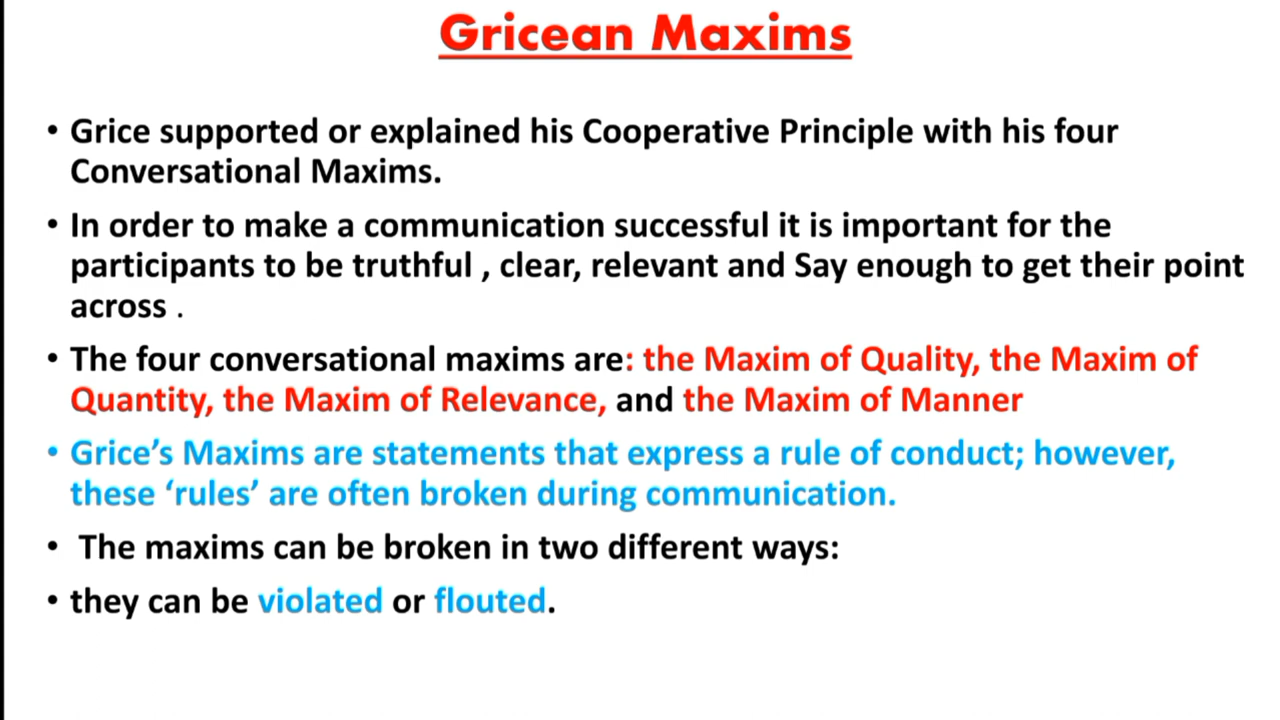 Gricean Maxims
• Grice supported or explained his Cooperative Principle with his four
Conversational Maxims.
• In order to make a communication successful it is important for the
participants to be truthful , clear, relevant and Say enough to get their point
across .
• The four conversational maxims are: the Maxim of Quality, the Maxim of
Quantity, the Maxim of Relevance, and the Maxim of Manner
• Grice’s Maxims are statements that express a rule of conduct; however,
these ‘rules’ are often broken during communication.
• The maxims can be broken in two different ways:
• they can be violated or flouted.